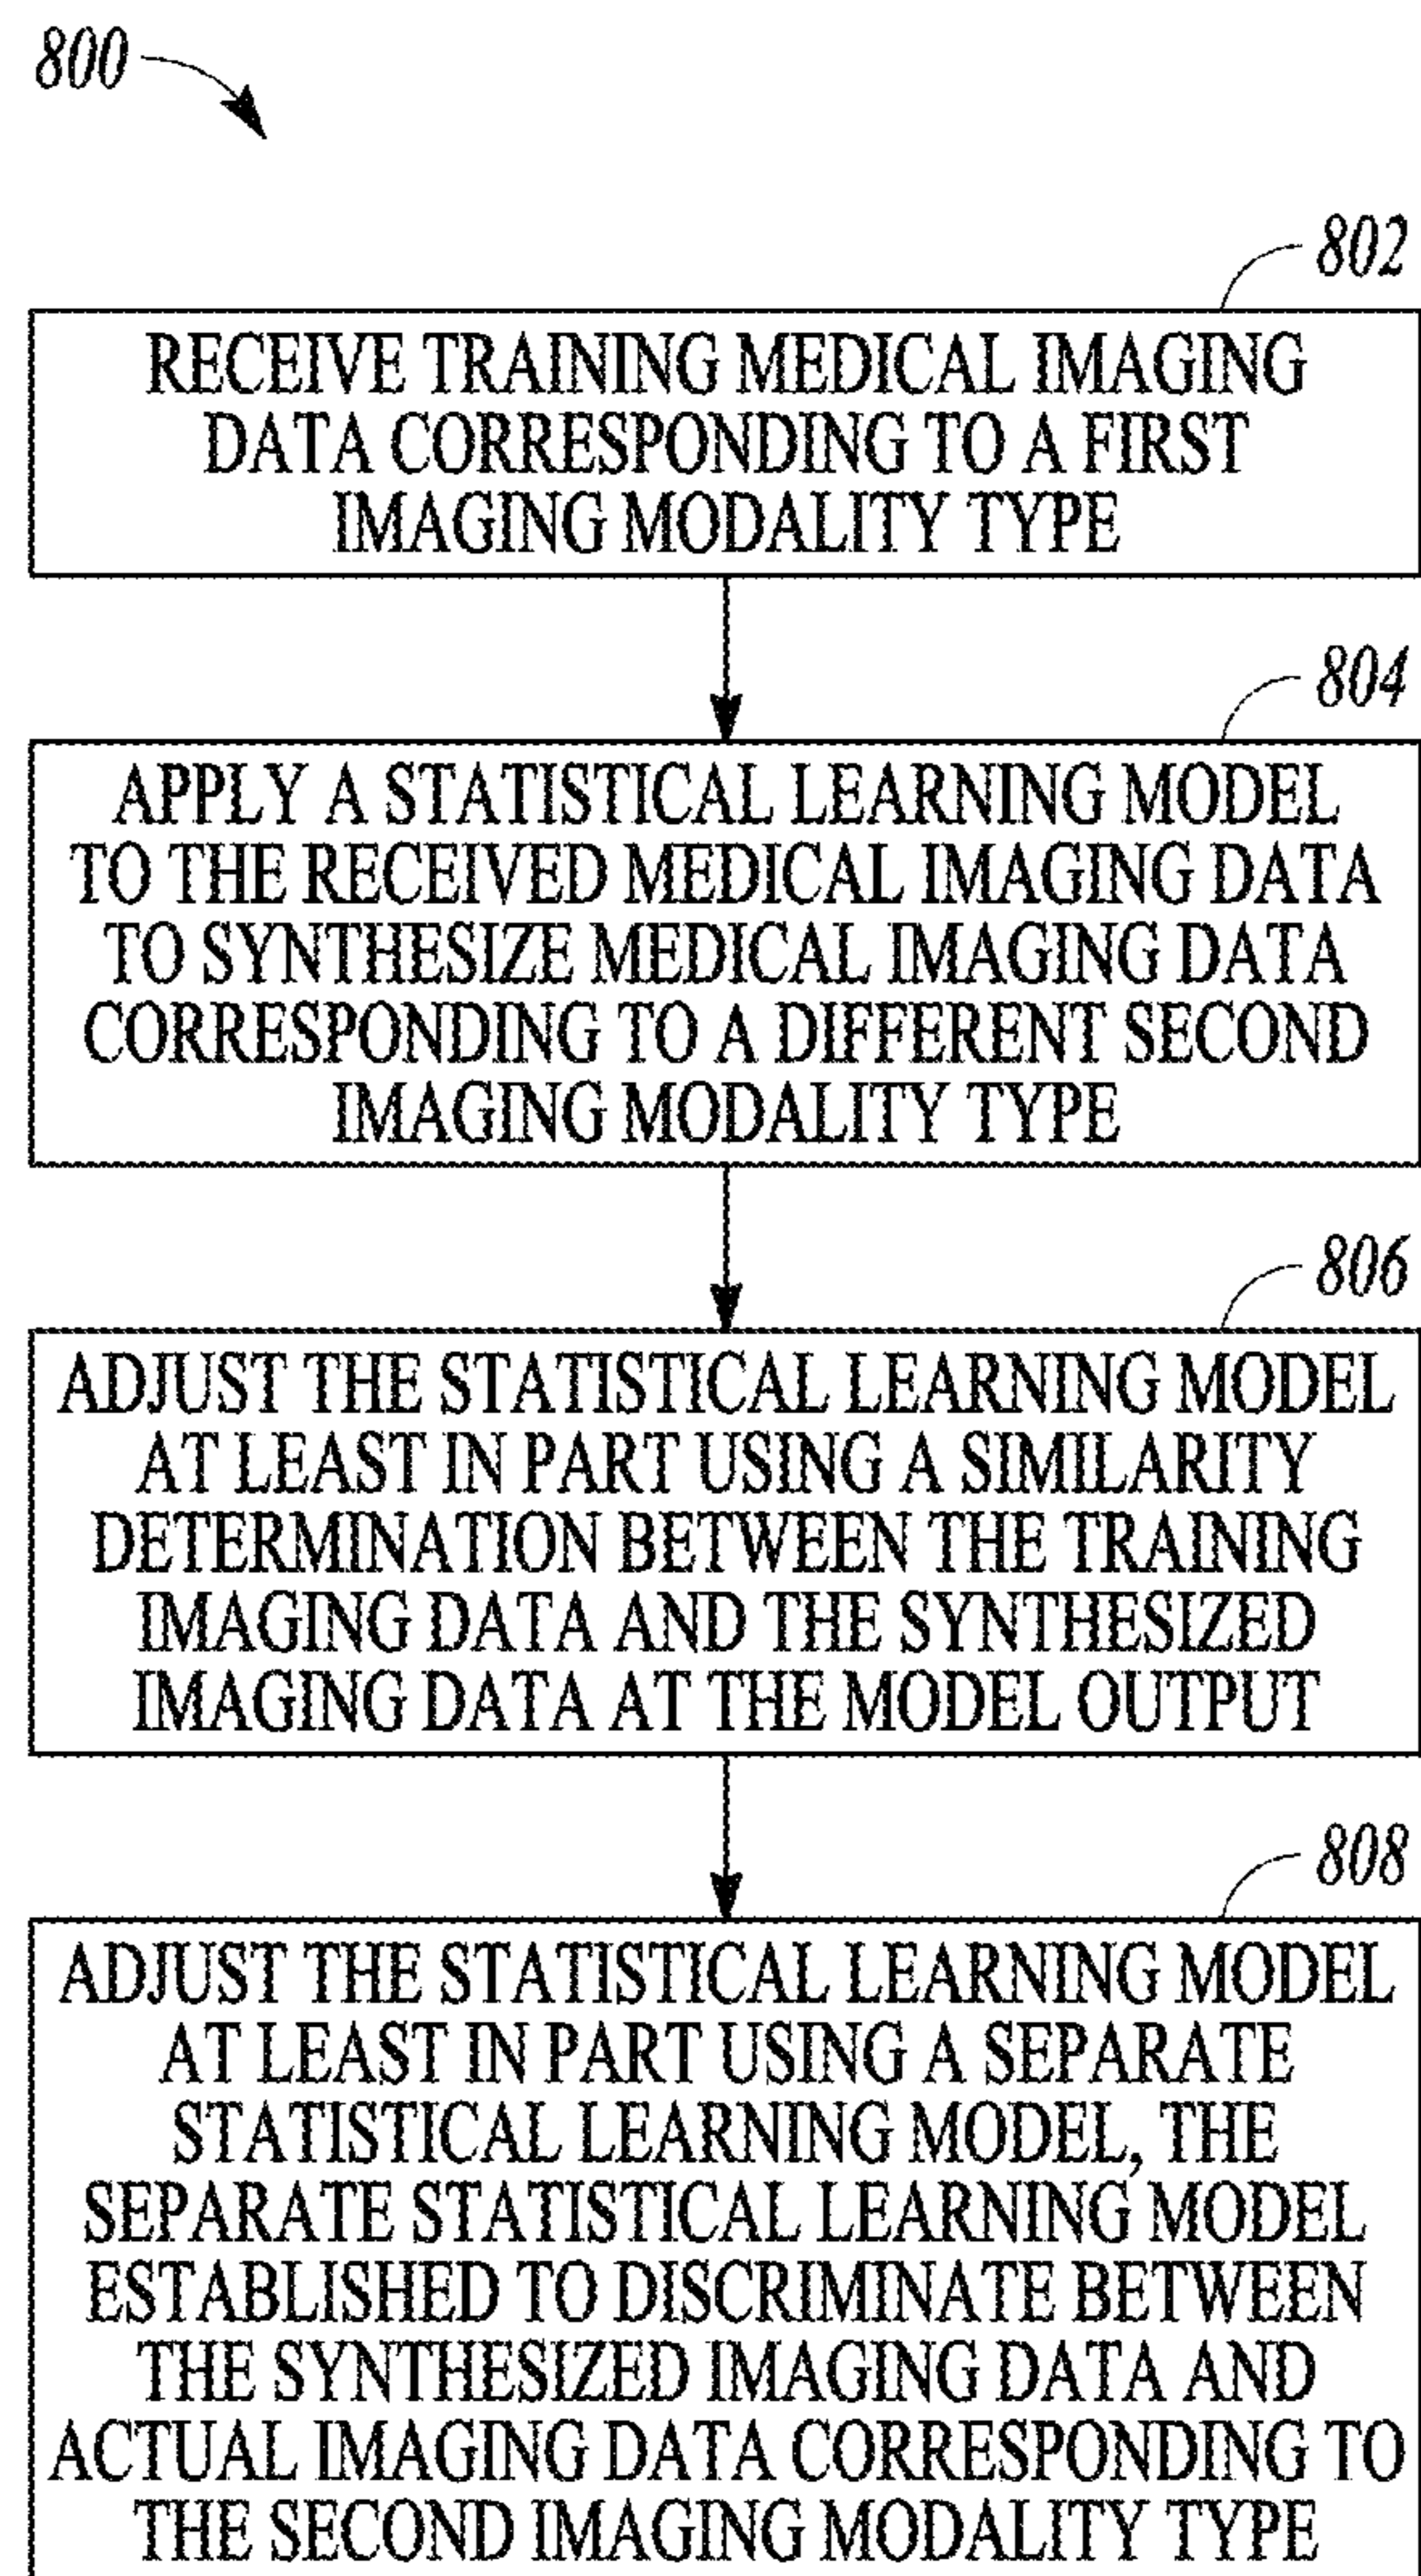 800
802
RECEIVE TRAINING MEDICAL IMAGING
DATA CORRESPONDING TO A FIRST
IMAGING MODALITY TYPE
804
APPLY A STATISTICAL LEARNING MODEL
TO THE RECEIVED MEDICAL IMAGING DATA
TO SYNTHESIZE MEDICAL IMAGING DATA
CORRESPONDING TO A DIFFERENT SECOND
IMAGING MODALITY TYPE
806
ADJUST THE STATISTICAL LEARNING MODEL
AT LEAST IN PART USING A SIMILARITY
DETERMINATION BETWEEN THE TRAINING
IMAGING DATA AND THE SYNTHESIZED
IMAGING DATA AT THE MODEL OUTPUT
808
ADJUST THE STATISTICAL LEARNING MODEL
AT LEAST IN PART USING A SEPARATE
STATISTICAL LEARNING MODEL, THE
SEPARATE STATISTICAL LEARNING MODEL
ESTABLISHED TO DISCRIMINATE BETWEEN
THE SYNTHESIZED IMAGING DATA AND
ACTUAL IMAGING DATA CORRESPONDING TO
THE SECOND IMAGING MODALITY TYPE